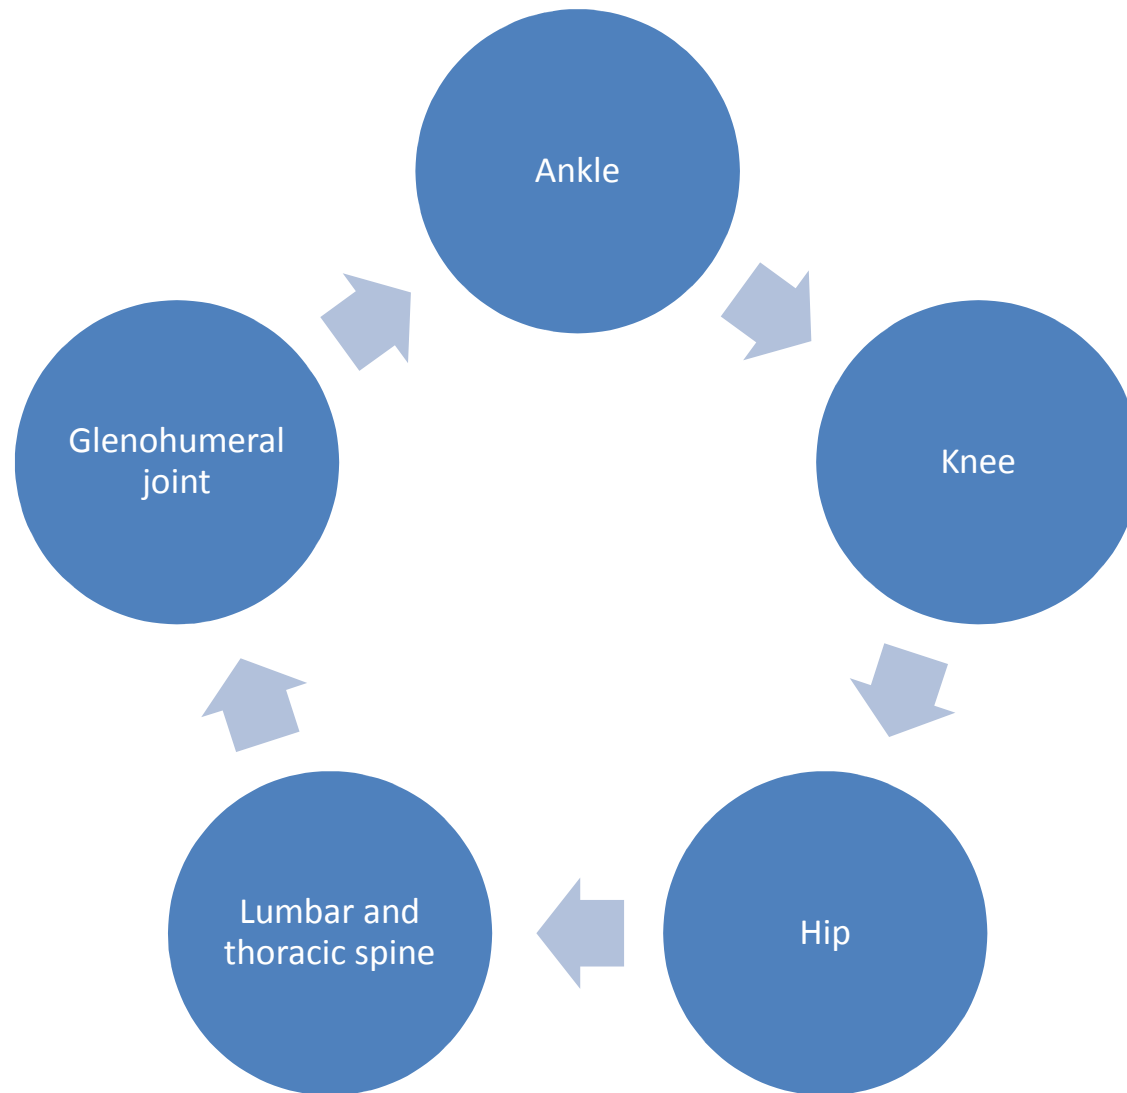 Ankle
Knee
Hip
Lumbar and
thoracic spine
Glenohumeral
joint